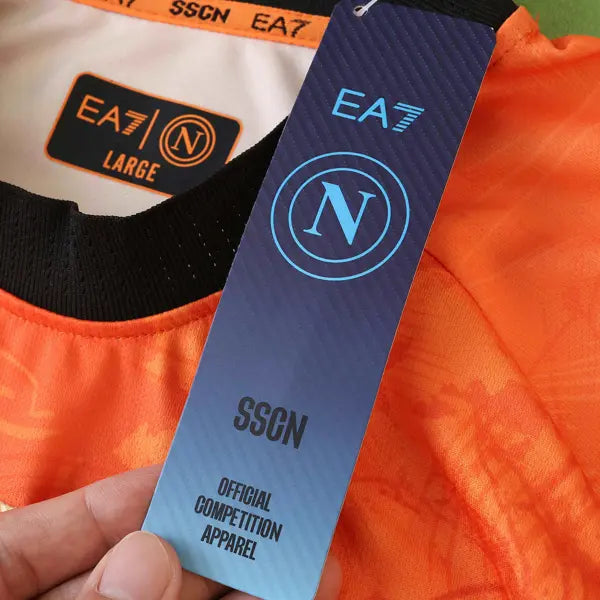 SSCN EA7
EA7 N
LARGE
EA7
N
SSCN
OFFICIAL
COMPETITION
APPAREL